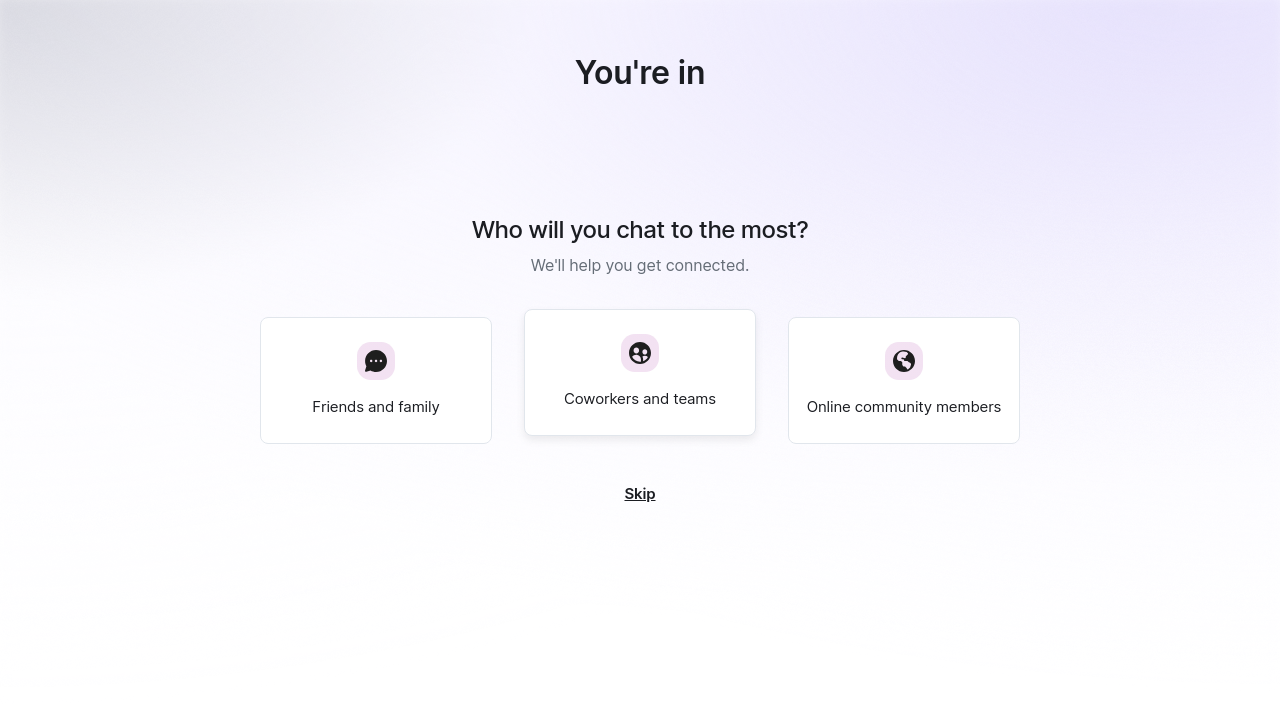 You're in
Who will you chat to the most?
We'll help you get connected.
Friends and family
Coworkers and teams
Online community members
Skip